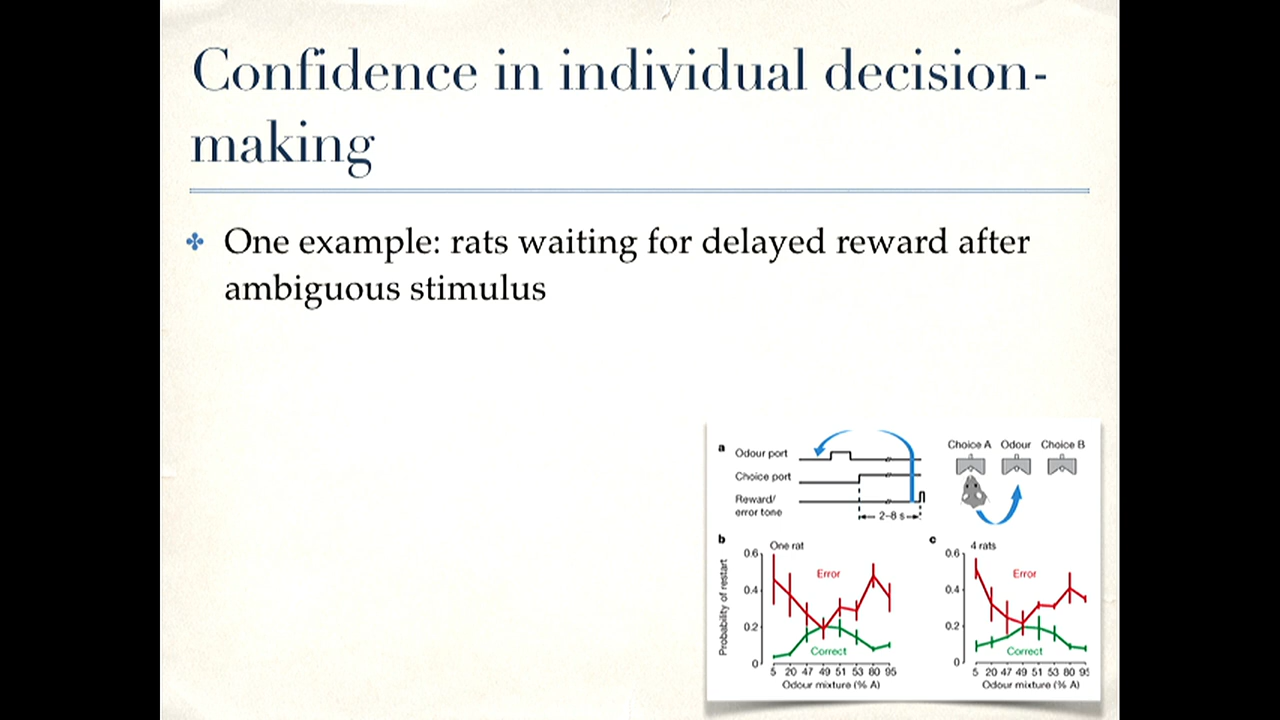 Confidence in individual decision-
making
One example: rats waiting for delayed reward after
ambiguous stimulus
a
Odour port
Choice port
Reward/
error tone
2–8 s
Choice A Odour Choice B
b
One rat
Probability of restart
0.6
0.4
0.2
0
Error
Correct
5 20 47 49 51 53 80 95
Odour mixture (% A)
c
4 rats
0.6
0.4
0.2
0
Error
Correct
5 20 47 49 51 53 80 95
Odour mixture (% A)